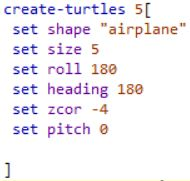 create-turtles 5[
set shape "airplane"
set size 5
set roll 180
set heading 180
set zcor -4
set pitch 0
]